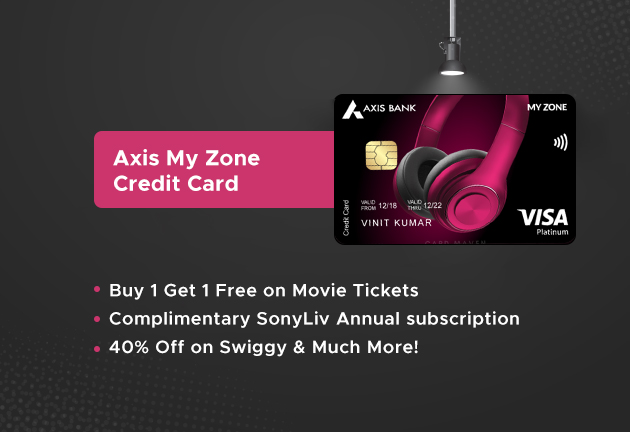 AXIS BANK
MY ZONE
Axis My Zone
Credit Card
Credit Card
VALID FROM 12/18 VALID THRU 12/22
VINIT KUMAR
VISA
Platinum
Buy 1 Get 1 Free on Movie Tickets
Complimentary SonyLiv Annual subscription
40% Off on Swiggy & Much More!